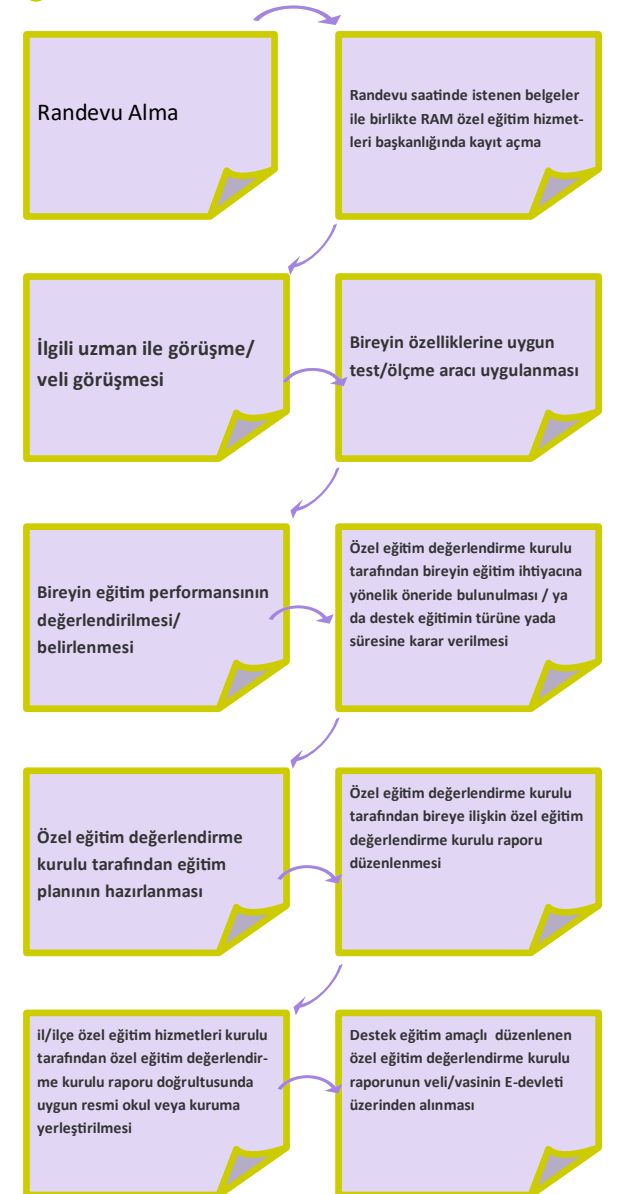 Randevu Alma
Randevu saatinde istenen belgeler
ile birlikte RAM özel eğitim hizmet-
leri başkanlığında kayıt açma
İlgili uzman ile görüşme/
veli görüşmesi
Bireyin özelliklerine uygun
test/ölçme aracı uygulanması
Bireyin eğitim performansının
değerlendirilmesi/
belirlenmesi
Özel eğitim değerlendirme kurulu
tarafından bireyin eğitim ihtiyacına
yönelik öneride bulunulması / ya
da destek eğitimin türüne yada
süresine karar verilmesi
Özel eğitim değerlendirme
kurulu tarafından eğitim
planının hazırlanması
Özel eğitim değerlendirme kurulu
tarafından bireye ilişkin özel eğitim
değerlendirme kurulu raporu
düzenlenmesi
il/ilçe özel eğitim hizmetleri kurulu
tarafından özel eğitim değerlendir-
me kurulu raporu doğrultusunda
uygun resmi okul veya kuruma
yerleştirilmesi
Destek eğitim amaçlı  düzenlenen
özel eğitim değerlendirme kurulu
raporunun veli/vasinin E-devleti
üzerinden alınması